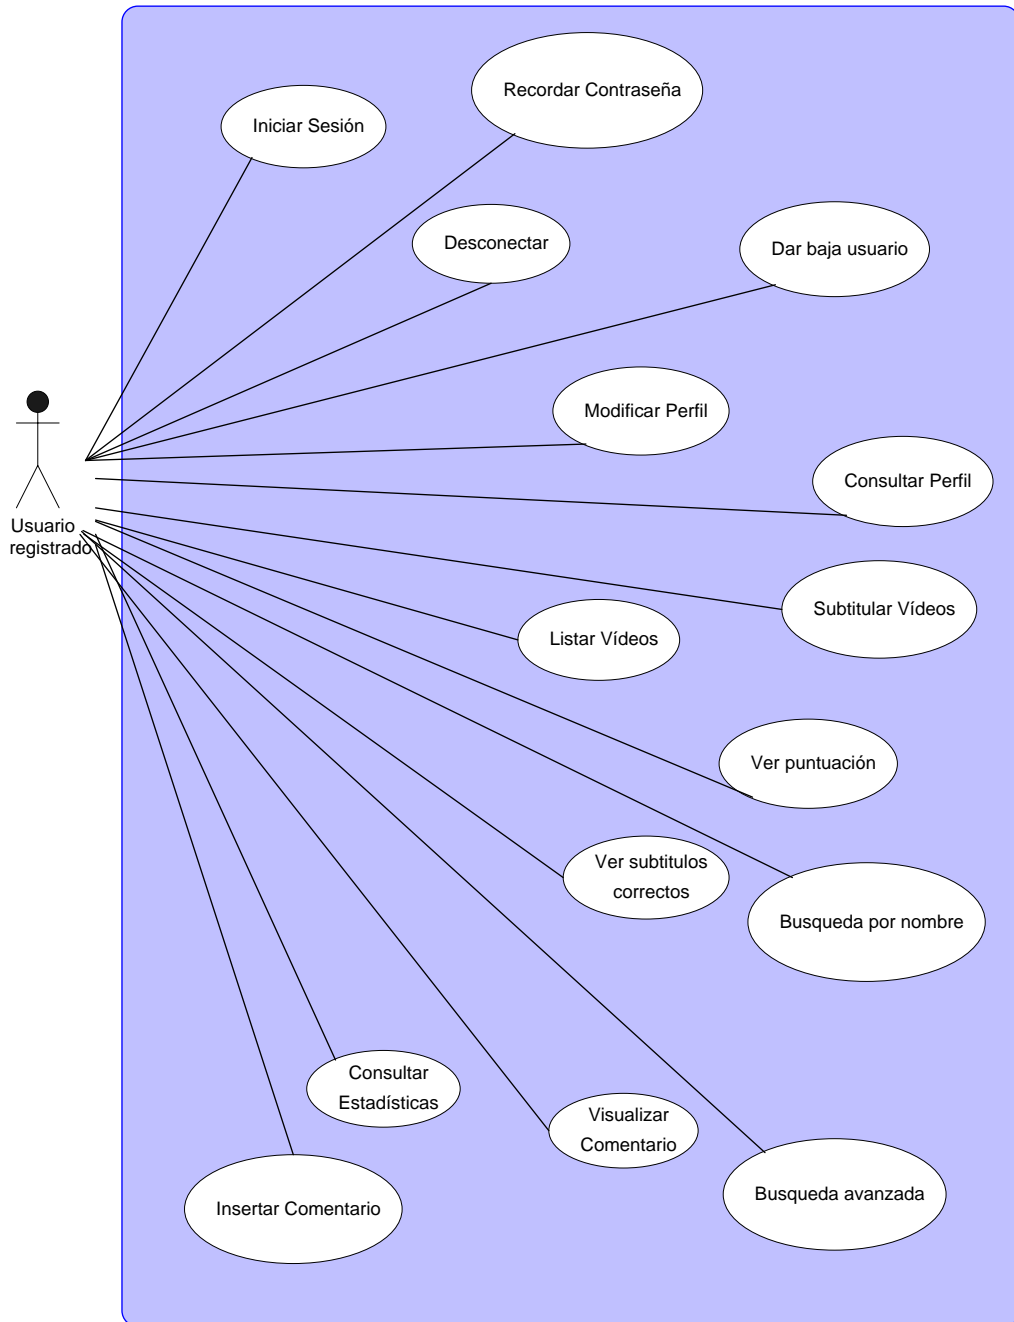 Recordar Contraseña
Iniciar Sesión
Desconectar
Dar baja usuario
Modificar Perfil
Consultar Perfil
Usuario
registrado
Subtitular Vídeos
Listar Vídeos
Ver puntuación
Ver subtitulos
correctos
Busqueda por nombre
Consultar
Estadísticas
Visualizar
Comentario
Busqueda avanzada
Insertar Comentario